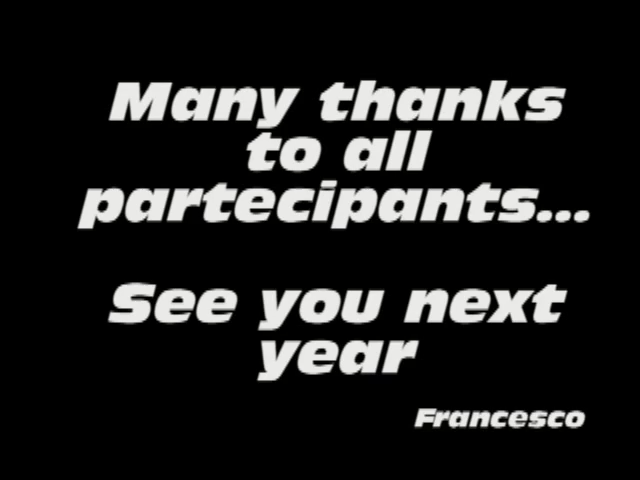 Many thanks
to all
partecipants...
See you next
year
Francesco